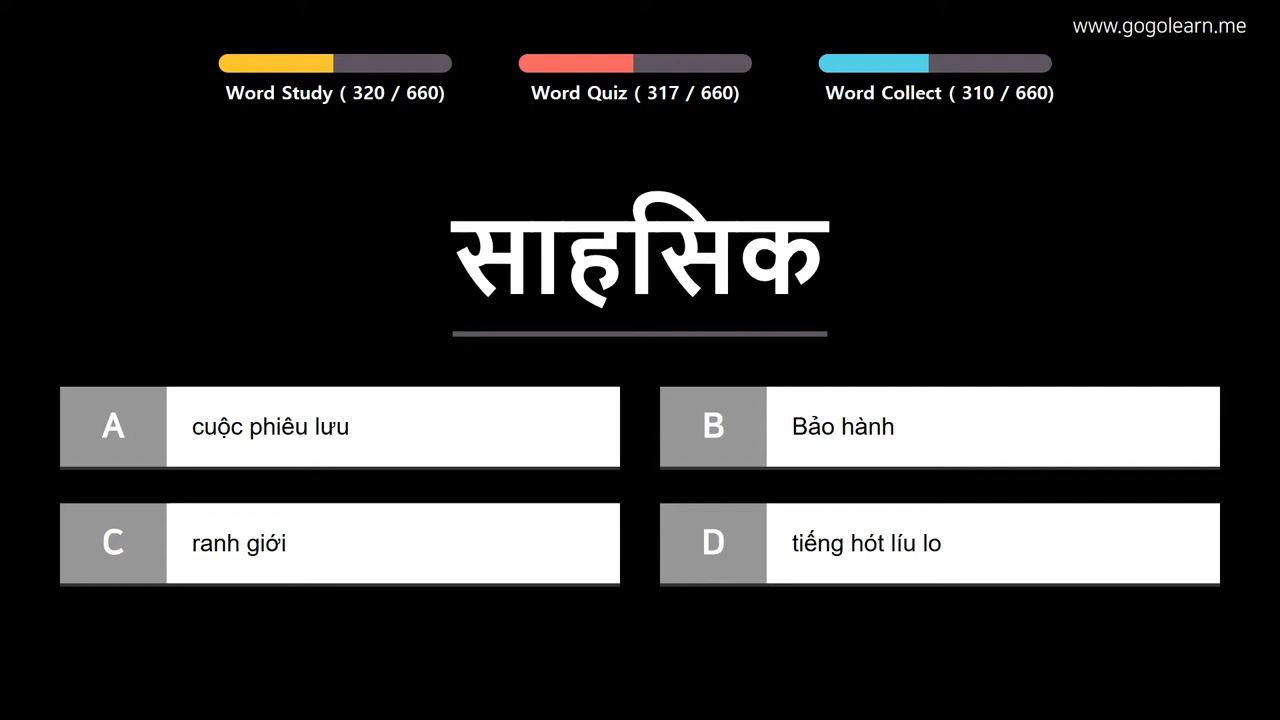 www.gogolearn.me
Word Study ( 320 / 660)
Word Quiz ( 317 / 660)
Word Collect ( 310 / 660)
साहसिक
A cuộc phiêu lưu
B Bảo hành
C ranh giới
D tiếng hót líu lo